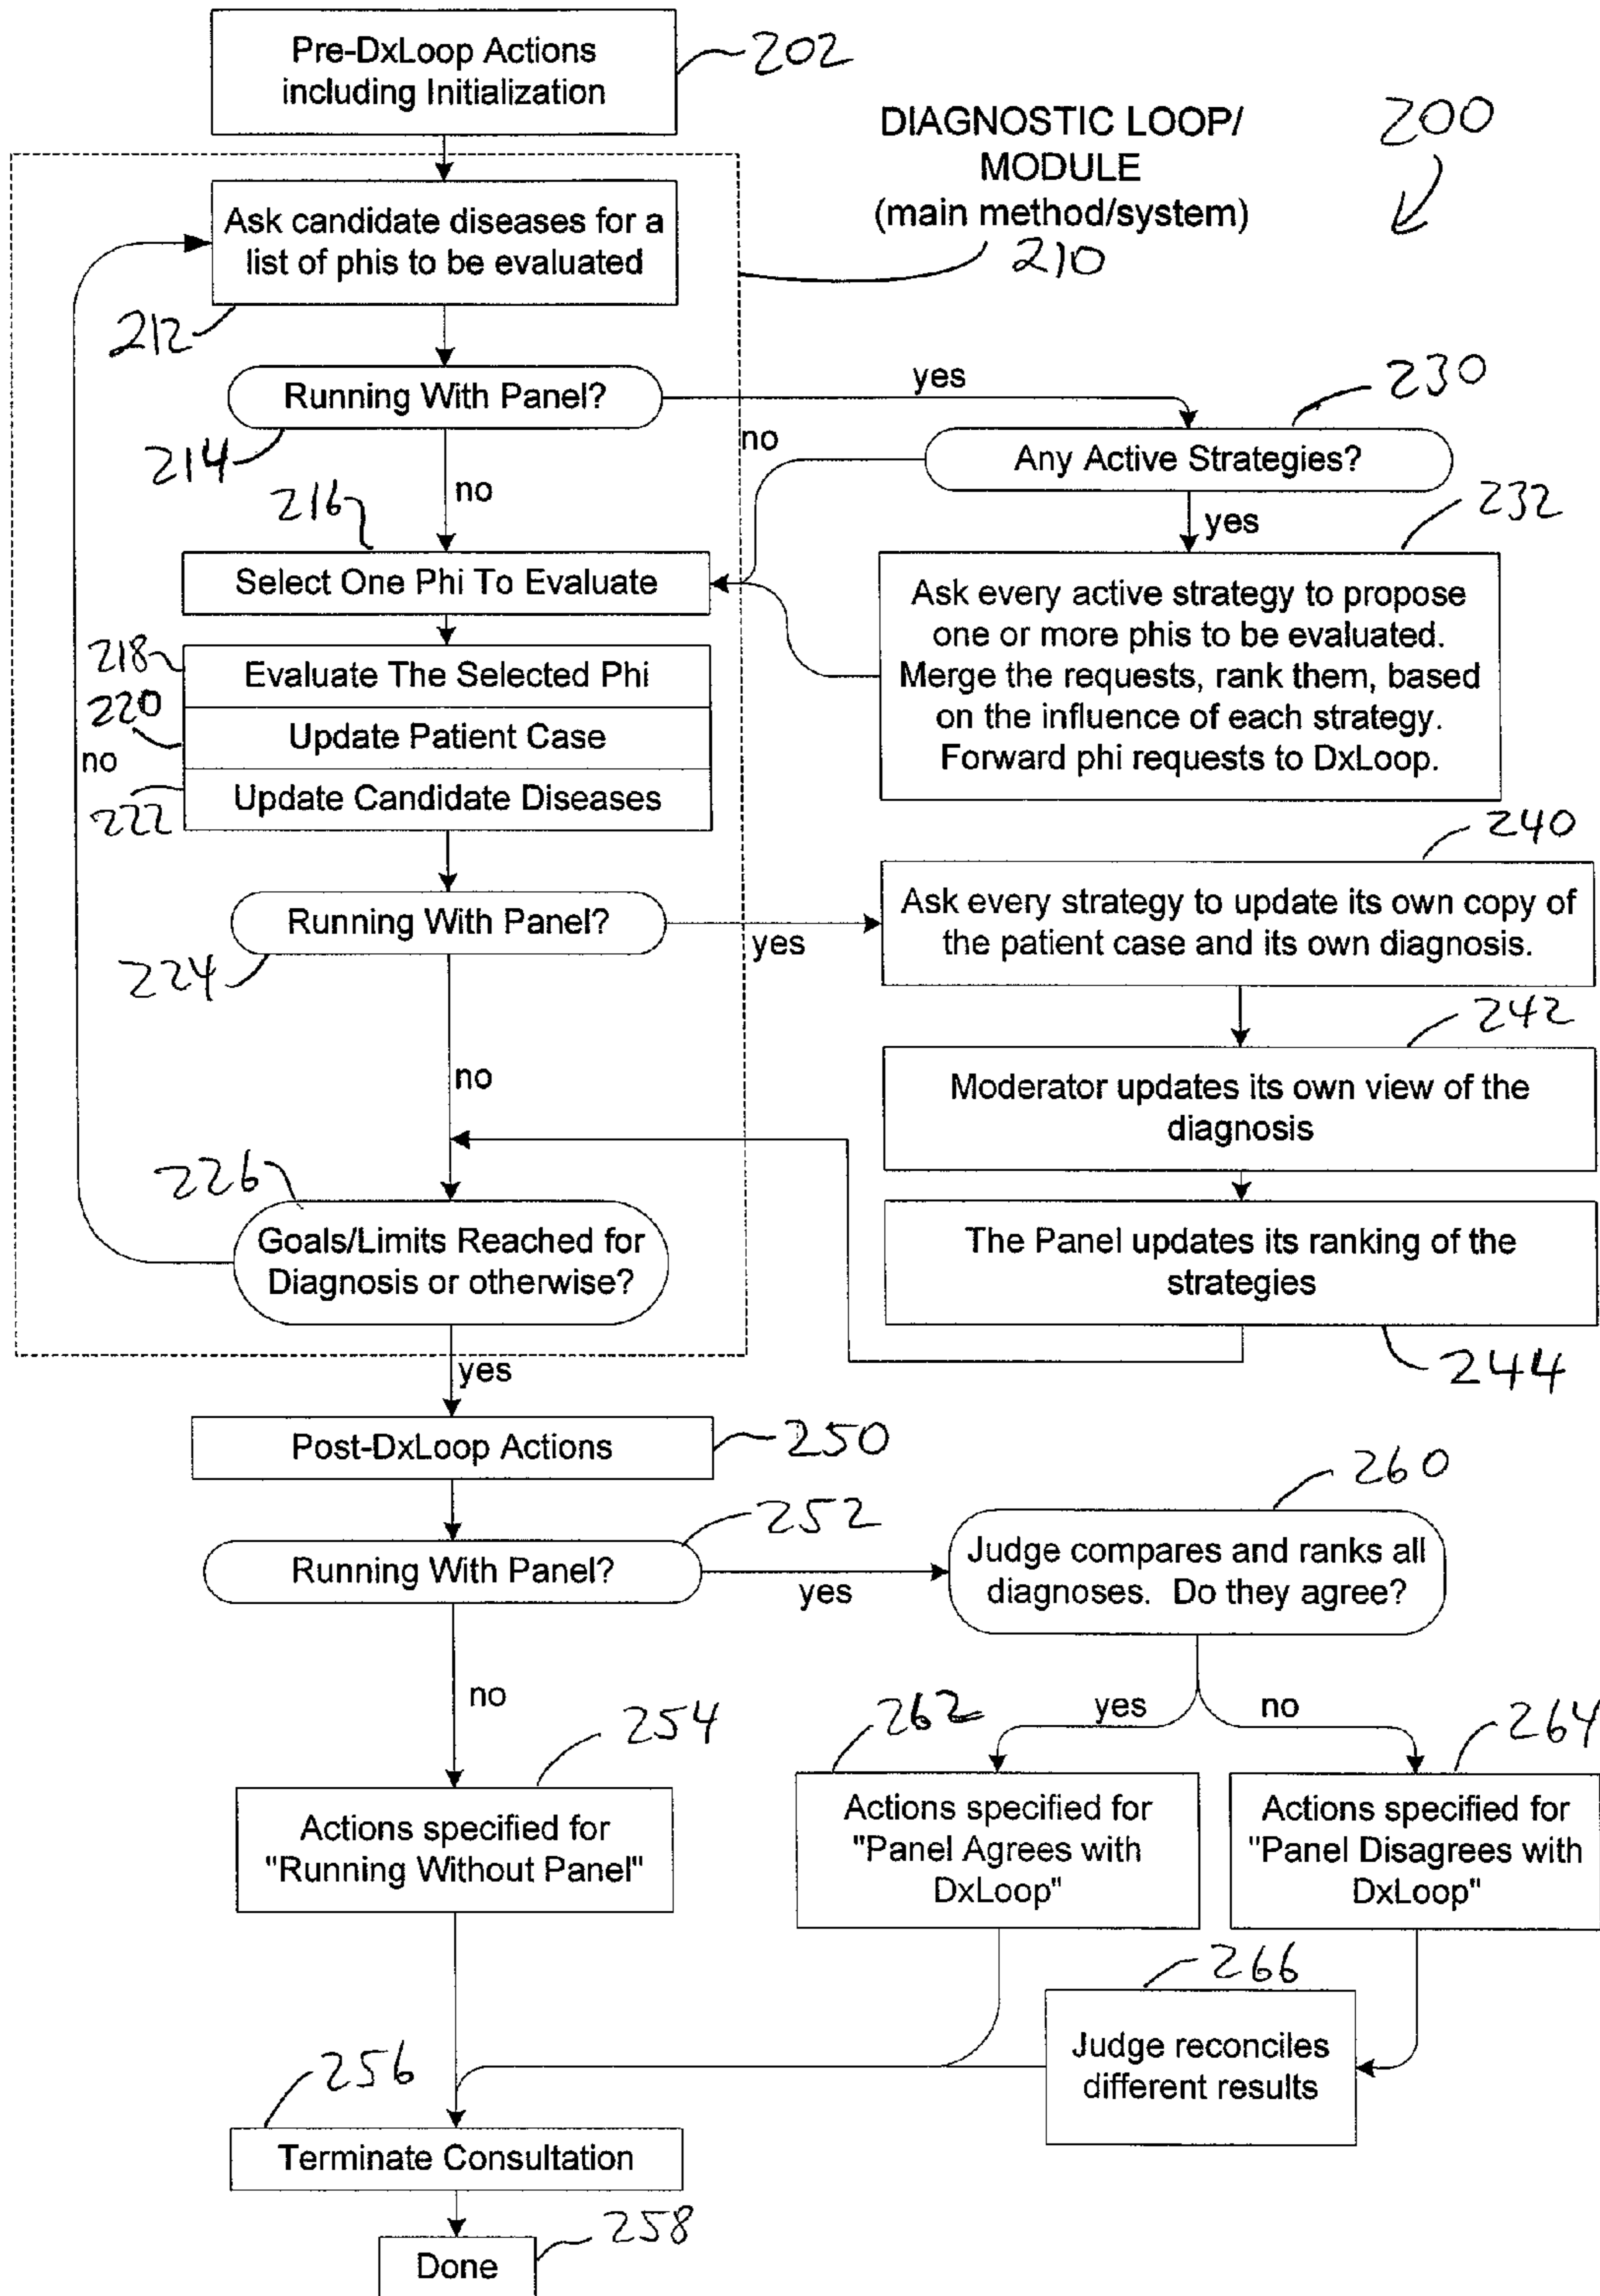 Pre-DxLoop Actions
including Initialization
202
DIAGNOSTIC LOOP/
MODULE
(main method/system)
200
210
Ask candidate diseases for a
list of phis to be evaluated
212
Running With Panel?
yes
230
214
no
no
Any Active Strategies?
216
yes
232
Select One Phi To Evaluate
Ask every active strategy to propose
one or more phis to be evaluated.
Merge the requests, rank them, based
on the influence of each strategy.
Forward phi requests to DxLoop.
218
Evaluate The Selected Phi
220
Update Patient Case
no
222
Update Candidate Diseases
240
Running With Panel?
yes
224
Ask every strategy to update its own copy of
the patient case and its own diagnosis.
242
no
Moderator updates its own view of the
diagnosis
226
Goals/Limits Reached for
Diagnosis or otherwise?
The Panel updates its ranking of the
strategies
244
yes
Post-DxLoop Actions
250
260
252
Running With Panel?
yes
Judge compares and ranks all
diagnoses. Do they agree?
no
yes
no
254
262
264
Actions specified for
"Running Without Panel"
Actions specified for
"Panel Agrees with
DxLoop"
Actions specified for
"Panel Disagrees with
DxLoop"
266
Judge reconciles
different results
256
Terminate Consultation
258
Done